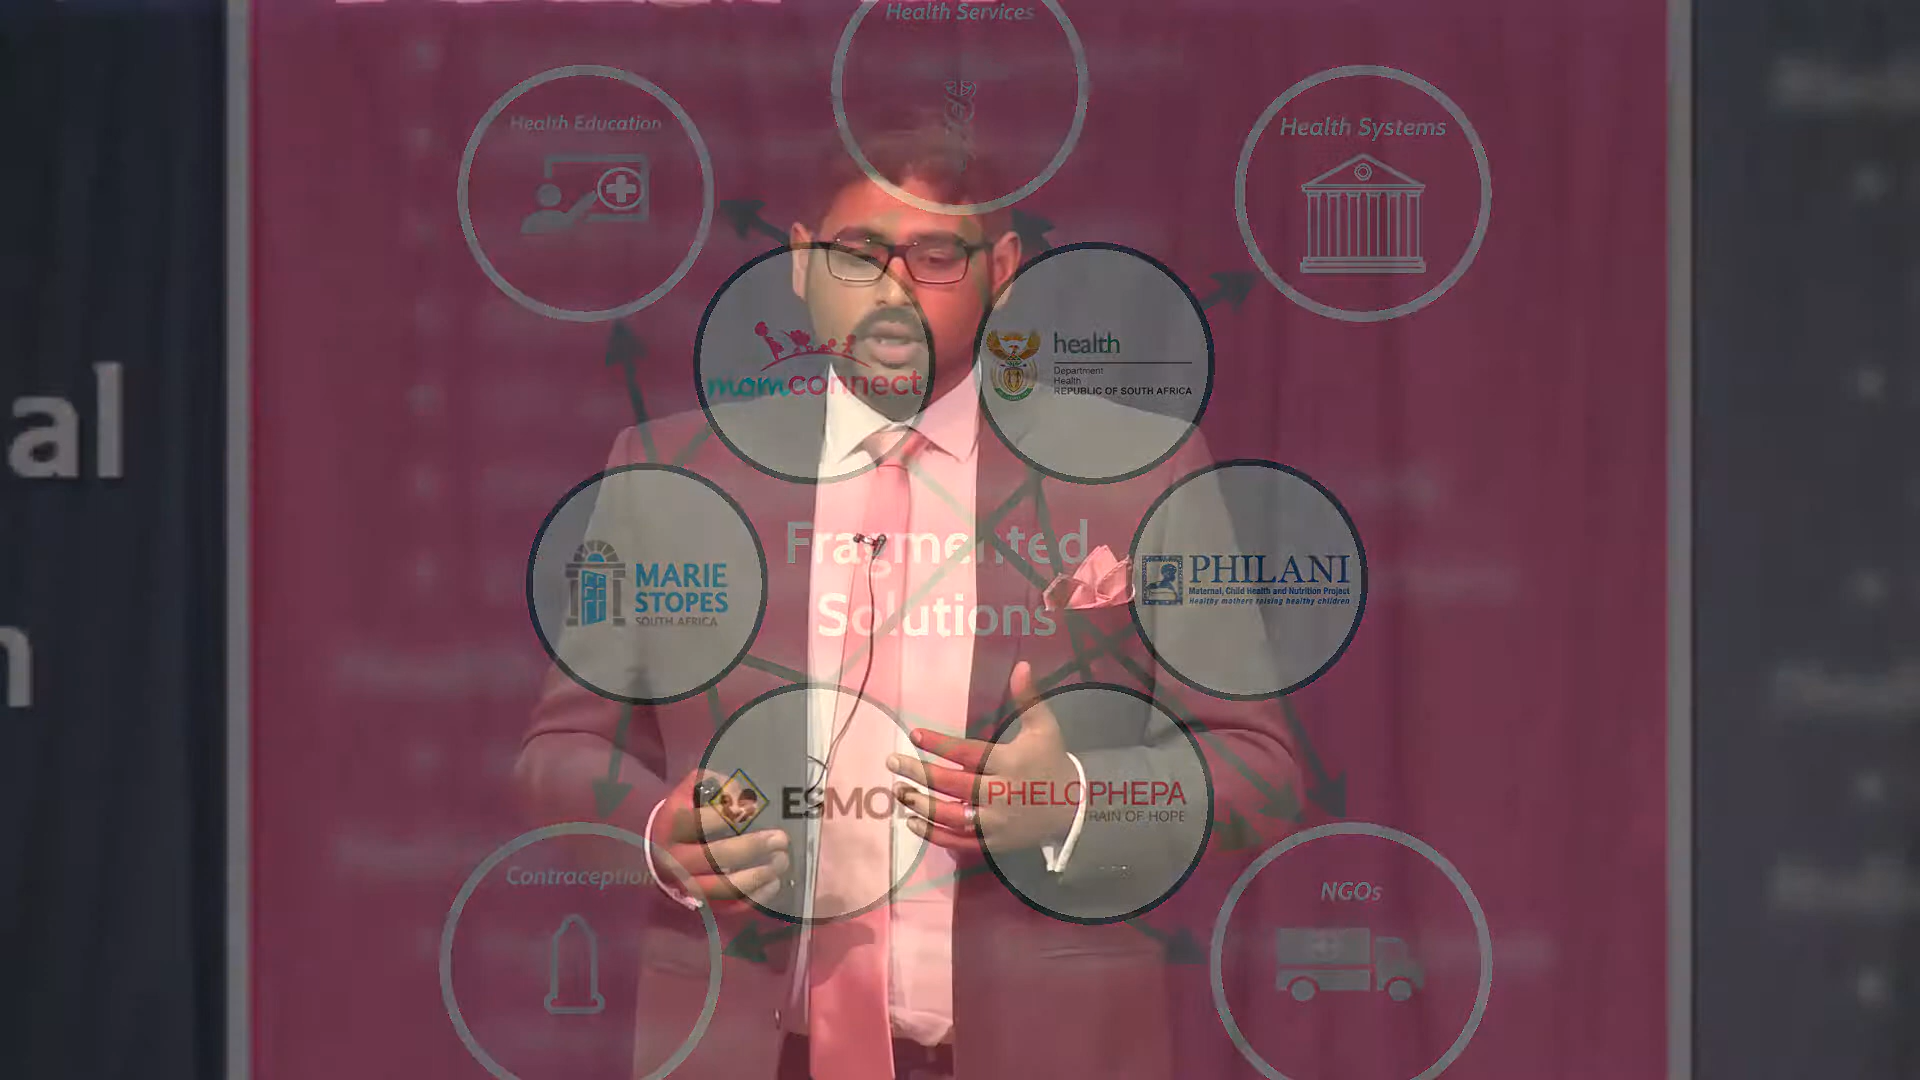 Health Services
Health Education
Health Systems
momconnect
health
Department
Health
REPUBLIC OF SOUTH AFRICA
al
Fragmented
Solutions
MARIE
STOPES
SOUTH AFRICA
PHILANI
Maternal, Child Health and Nutrition Project
Healthy mothers raising healthy children
n
ESMOE
PHELOPHEPA
TRAIN OF HOPE
Contraception
NGOs